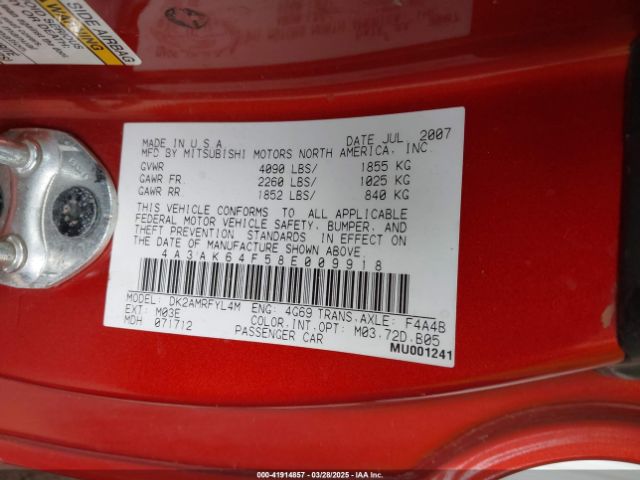 SIDE AIRBAG
WARNING
MADE IN U.S.A. DATE JUL 2007
MFD BY MITSUBISHI MOTORS NORTH AMERICA, INC
GVWR 4090 LBS/ 1855 KG
GAWR FR. 2260 LBS/ 1025 KG
GAWR RR 1852 LBS/ 840 KG
THIS VEHICLE CONFORMS TO ALL APPLICABLE
FEDERAL MOTOR VEHICLE SAFETY, BUMPER, AND
THEFT PREVENTION STANDARDS IN EFFECT ON
THE DATE OF MANUFACTURE SHOWN ABOVE.
4A3AK64F58E009918
MODEL: DK2AMRFYL4M ENG: 4G69 TRANS.AXLE: F4A4B
EXT: M03E COLOR.INT.OPT: M03.72D.B05
MDH 071712 PASSENGER CAR
MU001241
000-41914857 | 03/28/2025 - IAAI.COM